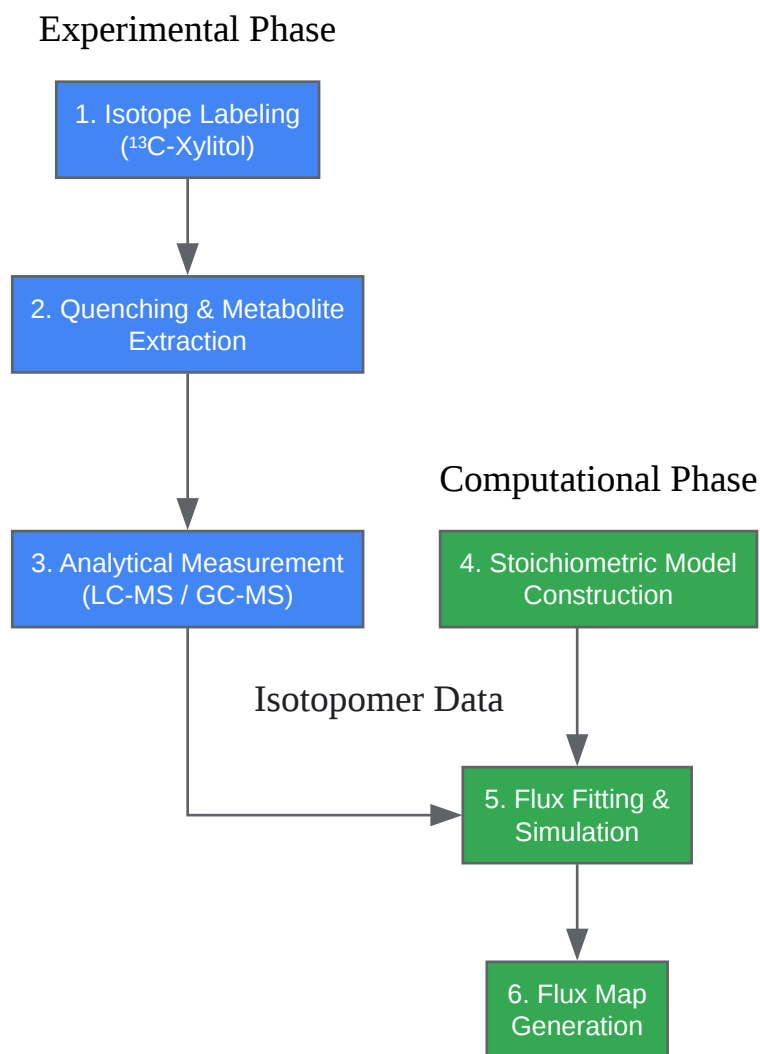 Experimental Phase
1. Isotope Labeling
(¹³C-Xylitol)
2. Quenching & Metabolite
Extraction
3. Analytical Measurement
(LC-MS / GC-MS)
Computational Phase
4. Stoichiometric Model
Construction
Isotopomer Data
5. Flux Fitting &
Simulation
6. Flux Map
Generation